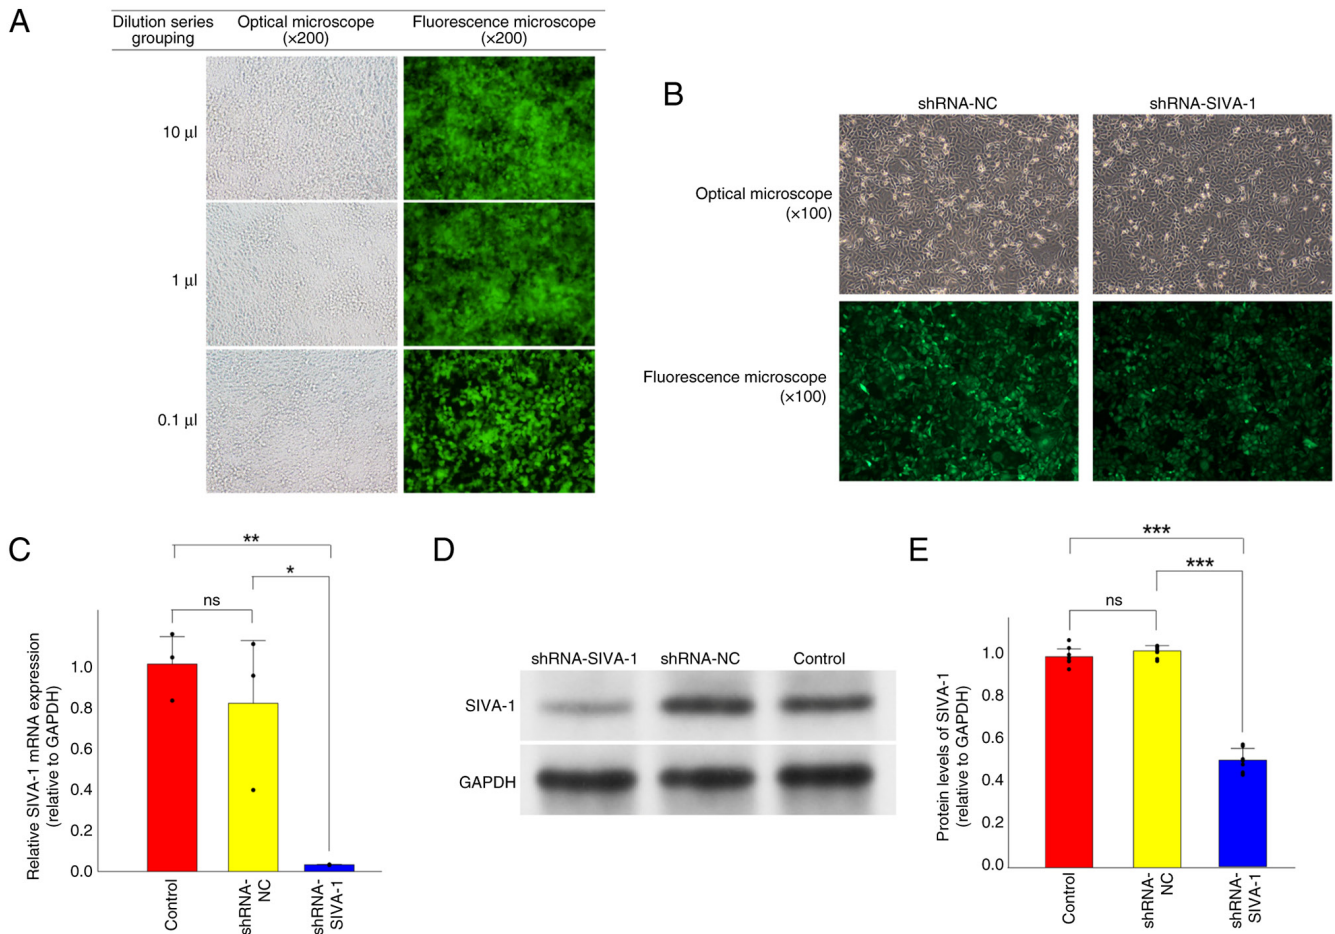 A
Dilution series
grouping
Optical microscope
(×200)
Fluorescence microscope
(×200)
10 μl
1 μl
0.1 μl
B
shRNA-NC
shRNA-SIVA-1
Optical microscope
(×100)
Fluorescence microscope
(×100)
C
Relative SIVA-1 mRNA expression
(relative to GAPDH)
**
*
ns
1.0
0.8
0.6
0.4
0.2
0.0
Control
shRNA-
NC
shRNA-
SIVA-1
D
shRNA-SIVA-1
shRNA-NC
Control
SIVA-1
GAPDH
E
Protein levels of SIVA-1
(relative to GAPDH)
***
***
ns
1.0
0.8
0.6
0.4
0.2
0.0
Control
shRNA-
NC
shRNA-
SIVA-1